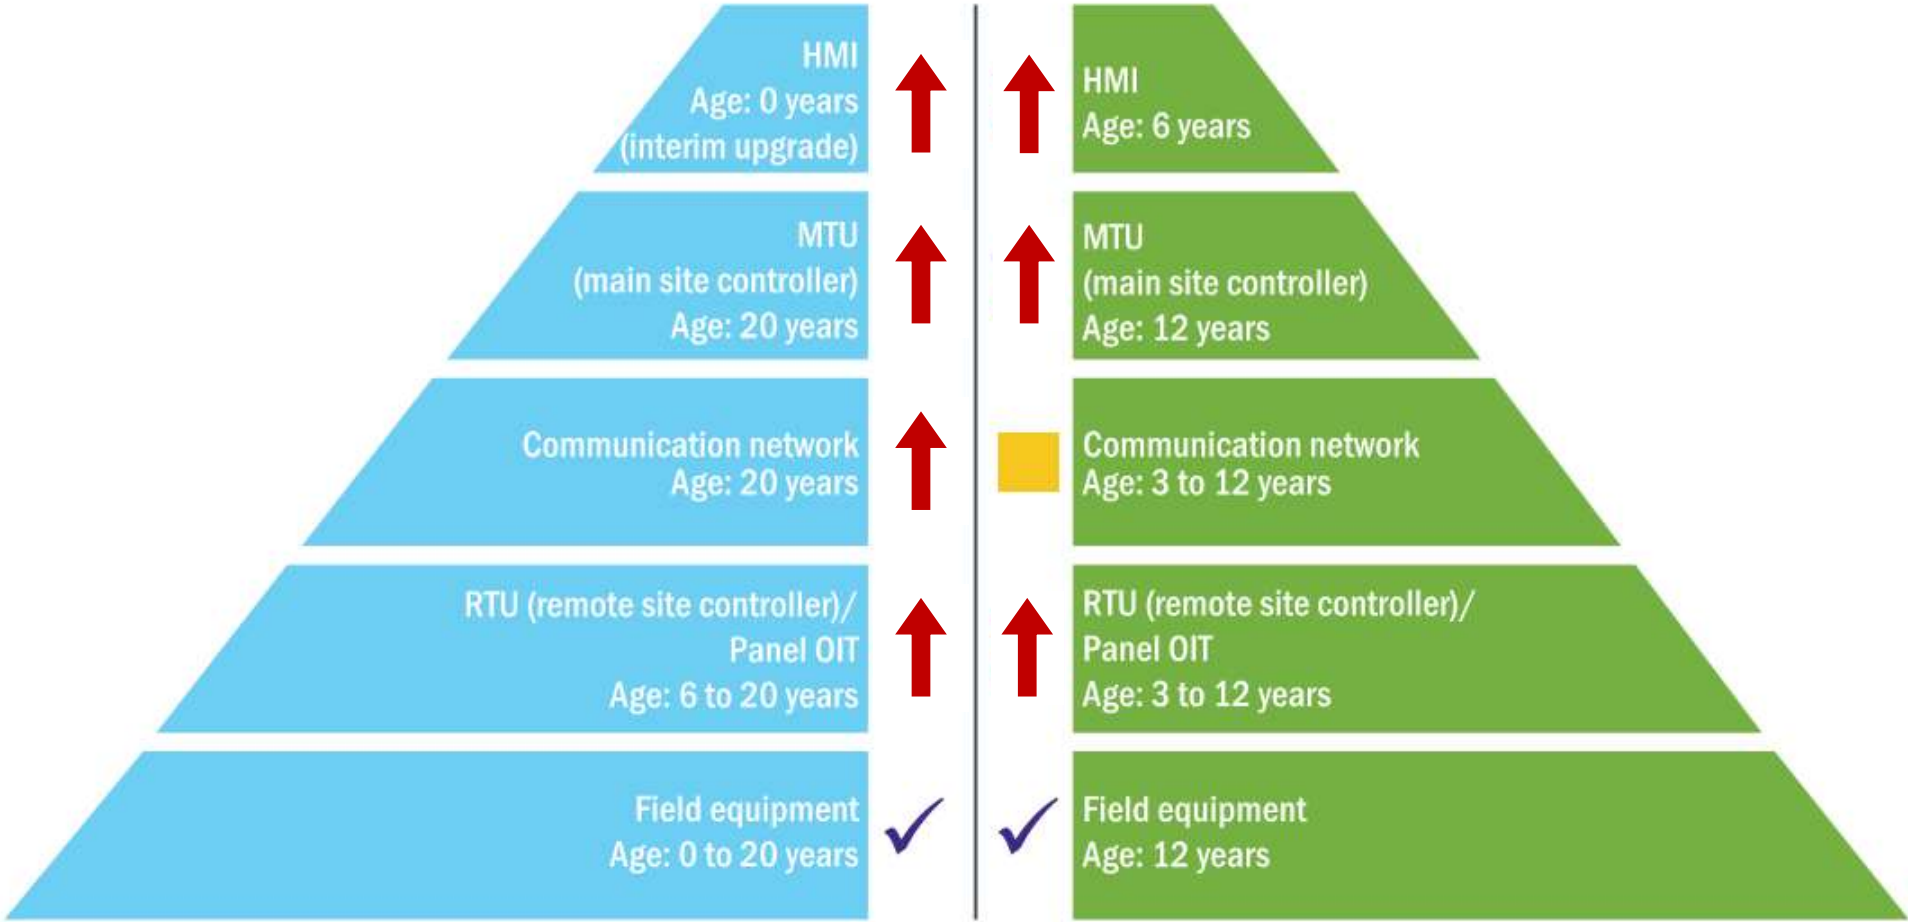 HMI
Age: 0 years
(interim upgrade)
MTU
(main site controller)
Age: 20 years
Communication network
Age: 20 years
RTU (remote site controller)/
Panel OIT
Age: 6 to 20 years
Field equipment
Age: 0 to 20 years
HMI
Age: 6 years
MTU
(main site controller)
Age: 12 years
Communication network
Age: 3 to 12 years
RTU (remote site controller)/
Panel OIT
Age: 3 to 12 years
Field equipment
Age: 12 years